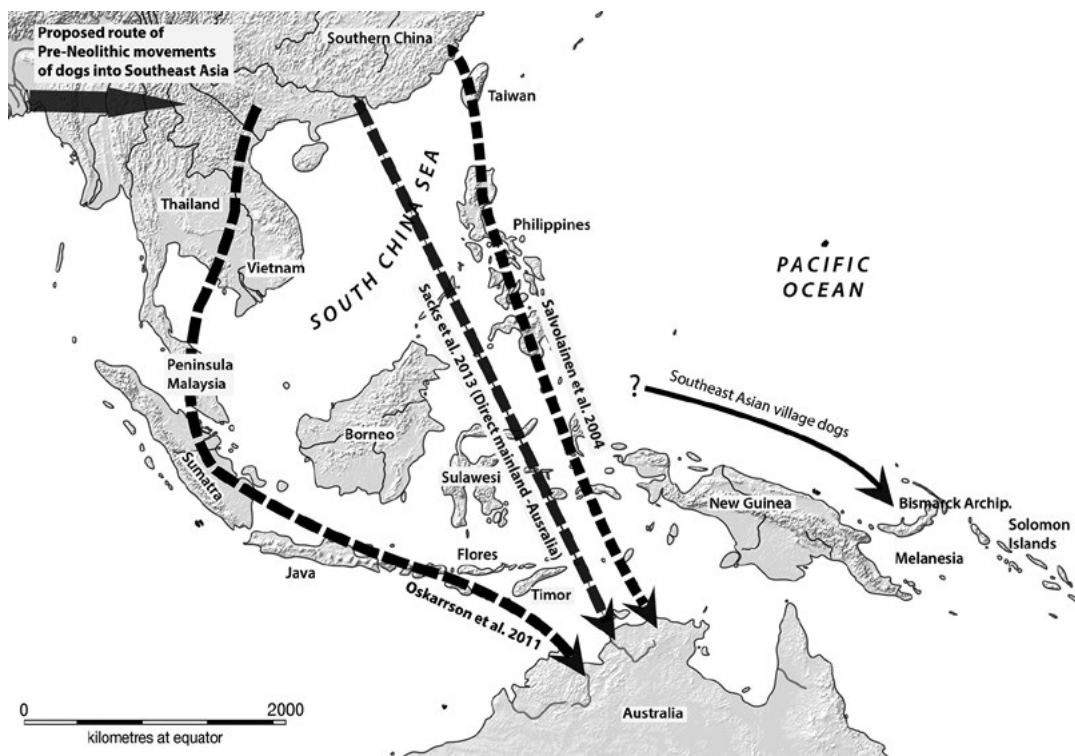 Proposed route of
Pre-Neolithic movements
of dogs into Southeast Asia
Southern China
Taiwan
Thailand
Vietnam
SOUTH CHINA SEA
Philippines
PACIFIC
OCEAN
Peninsula
Malaysia
Sacks et al. 2013 (Direct mainland -Ausralia)
Salvolainen et al. 2004
?
Southeast Asian village dogs
Borneo
Sumatra
Sulawesi
New Guinea
Bismarck Archip.
Solomon
Islands
Melanesia
Java
Flores
Timor
Oskarrson et al. 2011
Australia
0
2000
kilometres at equator